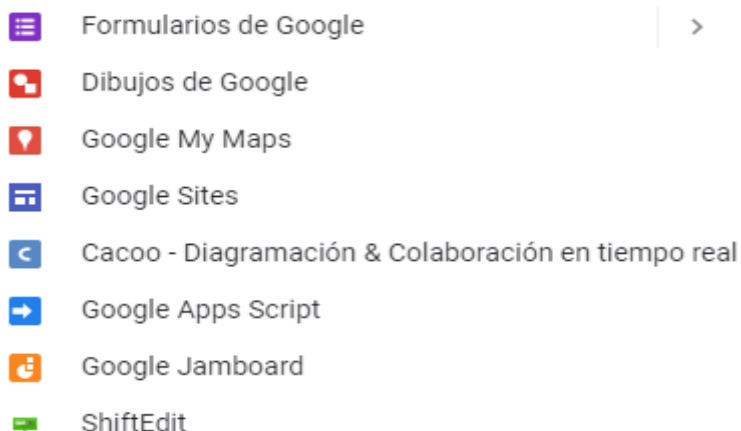 Formularios de Google
Dibujos de Google
Google My Maps
Google Sites
Cacoo - Diagramación & Colaboración en tiempo real
Google Apps Script
Google Jamboard
ShiftEdit